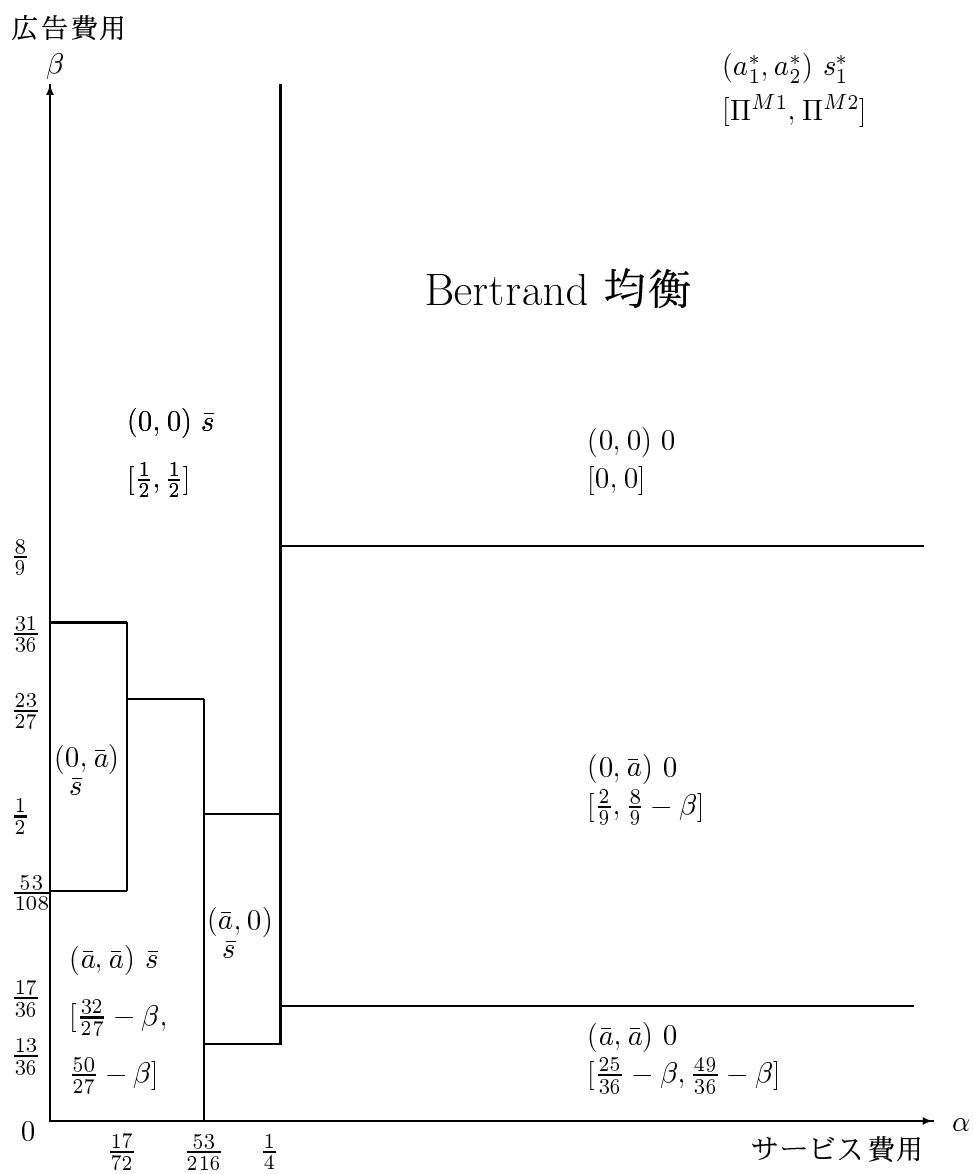 広告費用
β
(a₁*, a₂*) s₁*
[Π^{M1}, Π^{M2}]
Bertrand 均衡
(0, 0) s̄
[1/2, 1/2]
(0, 0) 0
[0, 0]
8/9
31/36
23/27
(0, ā)
s̄
(0, ā) 0
[2/9, 8/9 − β]
1/2
53/108
(ā, 0)
s̄
(ā, ā) s̄
[32/27 − β,
50/27 − β]
17/36
13/36
(ā, ā) 0
[25/36 − β, 49/36 − β]
0
17/72
53/216
1/4
α
サービス費用